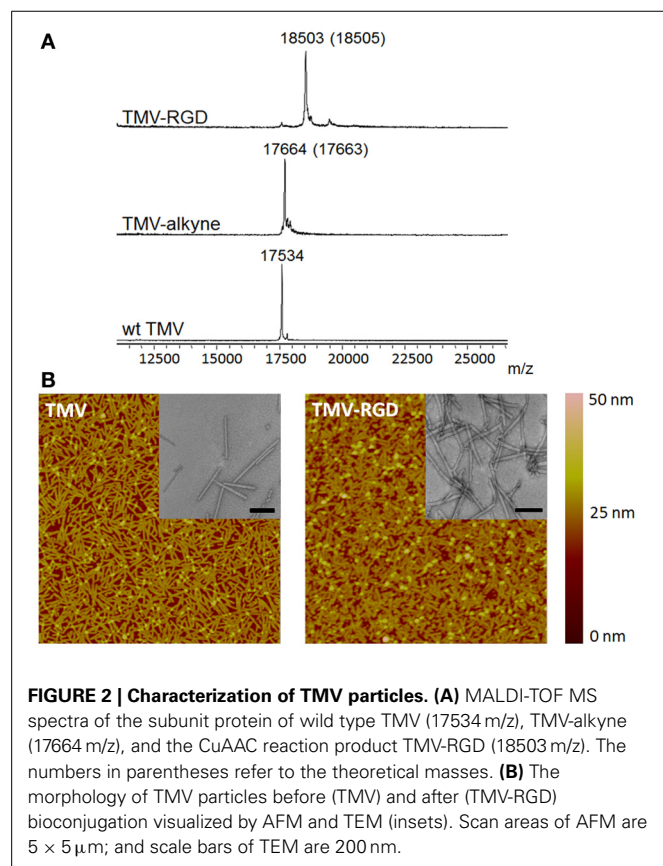 A
18503 (18505)
TMV-RGD
17664 (17663)
TMV-alkyne
17534
wt TMV
12500 15000 17500 20000 22500 25000 m/z
B
TMV
TMV-RGD
50 nm
25 nm
0 nm
FIGURE 2 | Characterization of TMV particles. (A) MALDI-TOF MS
spectra of the subunit protein of wild type TMV (17534 m/z), TMV-alkyne
(17664 m/z), and the CuAAC reaction product TMV-RGD (18503 m/z). The
numbers in parentheses refer to the theoretical masses. (B) The
morphology of TMV particles before (TMV) and after (TMV-RGD)
bioconjugation visualized by AFM and TEM (insets). Scan areas of AFM are
5 × 5 μm; and scale bars of TEM are 200 nm.